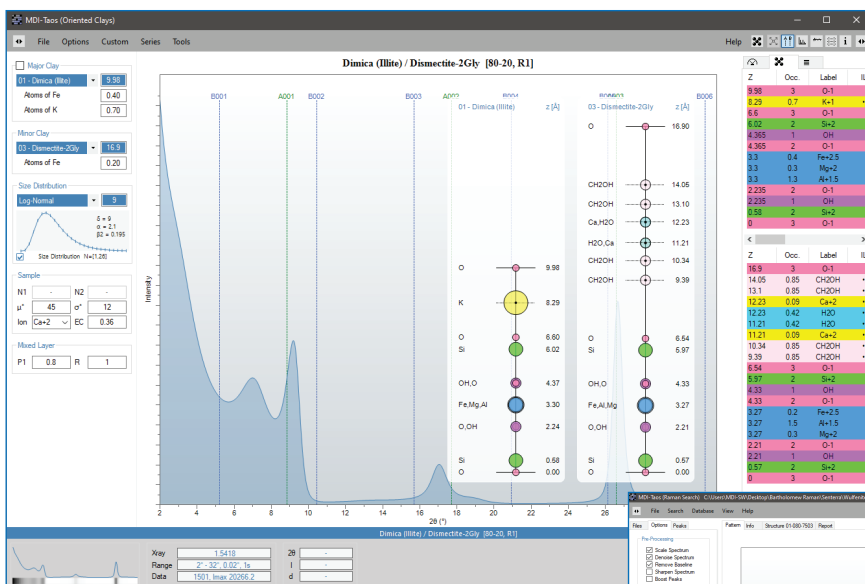 MDI-Taos (Oriented Clays)
File Options Custom Series Tools Help
Major Clay
01 - Dimica (Illite) 9.98
Atoms of Fe 0.40
Atoms of K 0.70
Minor Clay
03 - Dismectite-2Gly 16.9
Atoms of Fe 0.20
Size Distribution
Log-Normal 9
δ = 9
α = 2.1
β2 = 0.195
Size Distribution N=[1,26]
Sample
N1 - N2 -
μ* 45 σ* 12
Ion Ca+2 EC 0.36
Mixed Layer
P1 0.8 R 1
Dimica (Illite) / Dismectite-2Gly [80-20, R1]
B001 A001 B002 B003 A002 B004 B006
Intensity
01 - Dimica (Illite) z [Å]
O 9.98
K 8.29
O 6.60
Si 6.02
OH,O 4.37
Fe,Mg,Al 3.30
O,OH 2.24
Si 0.58
O 0.00
03 - Dismectite-2Gly z [Å]
O 16.90
CH2OH 14.05
CH2OH 13.10
Ca,H2O 12.23
H2O,Ca 11.21
CH2OH 10.34
CH2OH 9.39
O 6.54
Si 5.97
OH,O 4.33
Fe,Al,Mg 3.27
O,OH 2.21
Si 0.57
O 0.00
2 4 6 8 10 12 14 16 18 20 22 24 26
2θ (°)
Dimica (Illite) / Dismectite-2Gly [80-20, R1]
Xray 1.5418 2θ -
Range 2° - 32°, 0.02°, 1s I -
Data 1501, Imax 20266.2 d -
Z Occ. Label
9.98 3 O-1
8.29 0.7 K+1
6.6 3 O-1
6.02 2 Si+2
4.365 1 OH
4.365 2 O-1
3.3 0.4 Fe+2.5
3.3 0.3 Mg+2
3.3 1.3 Al+1.5
2.235 2 O-1
2.235 1 OH
0.58 2 Si+2
0 3 O-1
Z Occ. Label
16.9 3 O-1
14.05 0.85 CH2OH
13.1 0.85 CH2OH
12.23 0.09 Ca+2
12.23 0.42 H2O
11.21 0.42 H2O
11.21 0.09 Ca+2
10.34 0.85 CH2OH
9.39 0.85 CH2OH
6.54 3 O-1
5.97 2 Si+2
4.33 1 OH
4.33 2 O-1
3.27 0.2 Fe+2.5
3.27 1.5 Al+1.5
3.27 0.3 Mg+2
2.21 2 O-1
2.21 1 OH
0.57 2 Si+2
0 3 O-1
MDI-Taos (Raman Search) C:\Users\MDI-SW\Desktop\Bartholomew Raman\Senterra\Wulfen
File Search Database View Help
Files Options Peaks
Pattern Info Structure 01-080-7503 Report
Pre-Processing
Scale Spectrum
Denoise Spectrum
Remove Baseline
Sharpen Spectrum
Boost Peaks